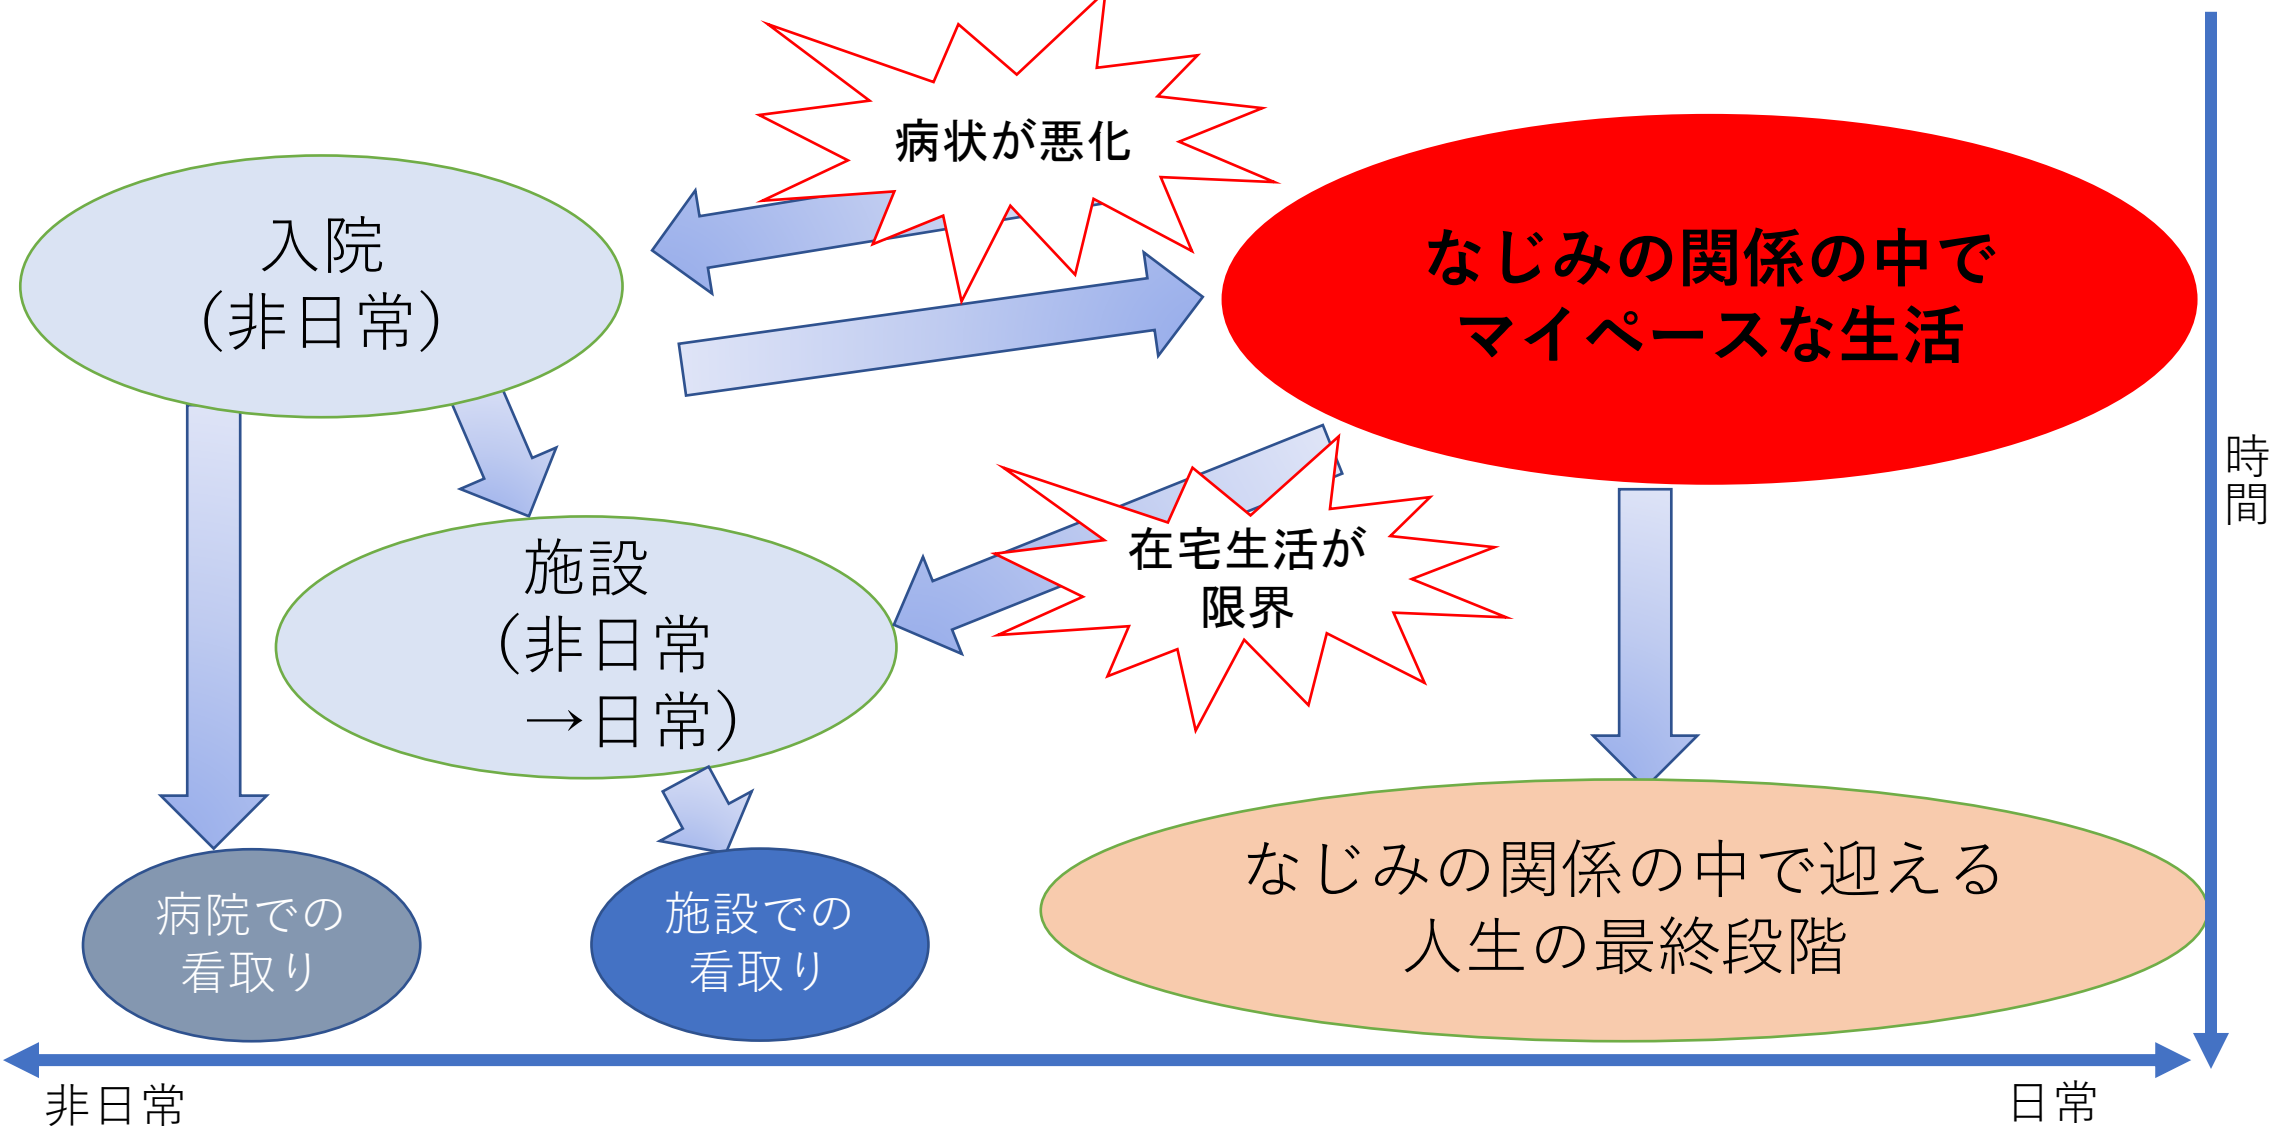 病状が悪化
なじみの関係の中で
マイペースな生活
入院
（非日常）
時間
在宅生活が
限界
施設
（非日常
→日常）
なじみの関係の中で迎える
人生の最終段階
病院での
看取り
施設での
看取り
非日常
日常